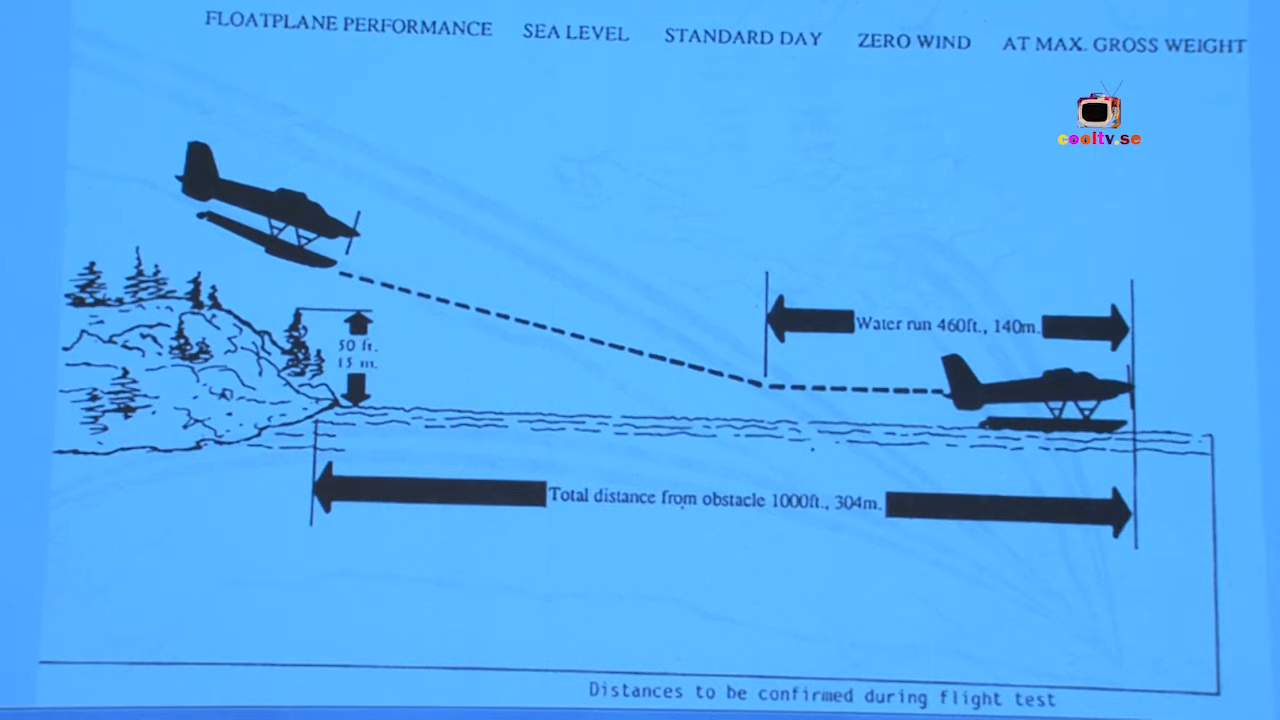 FLOATPLANE PERFORMANCE SEA LEVEL STANDARD DAY ZERO WIND AT MAX. GROSS WEIGHT
cooltv.se
Water run 460ft., 140m.
50 ft.
15 m.
Total distance from obstacle 1000ft., 304m.
Distances to be confirmed during flight test